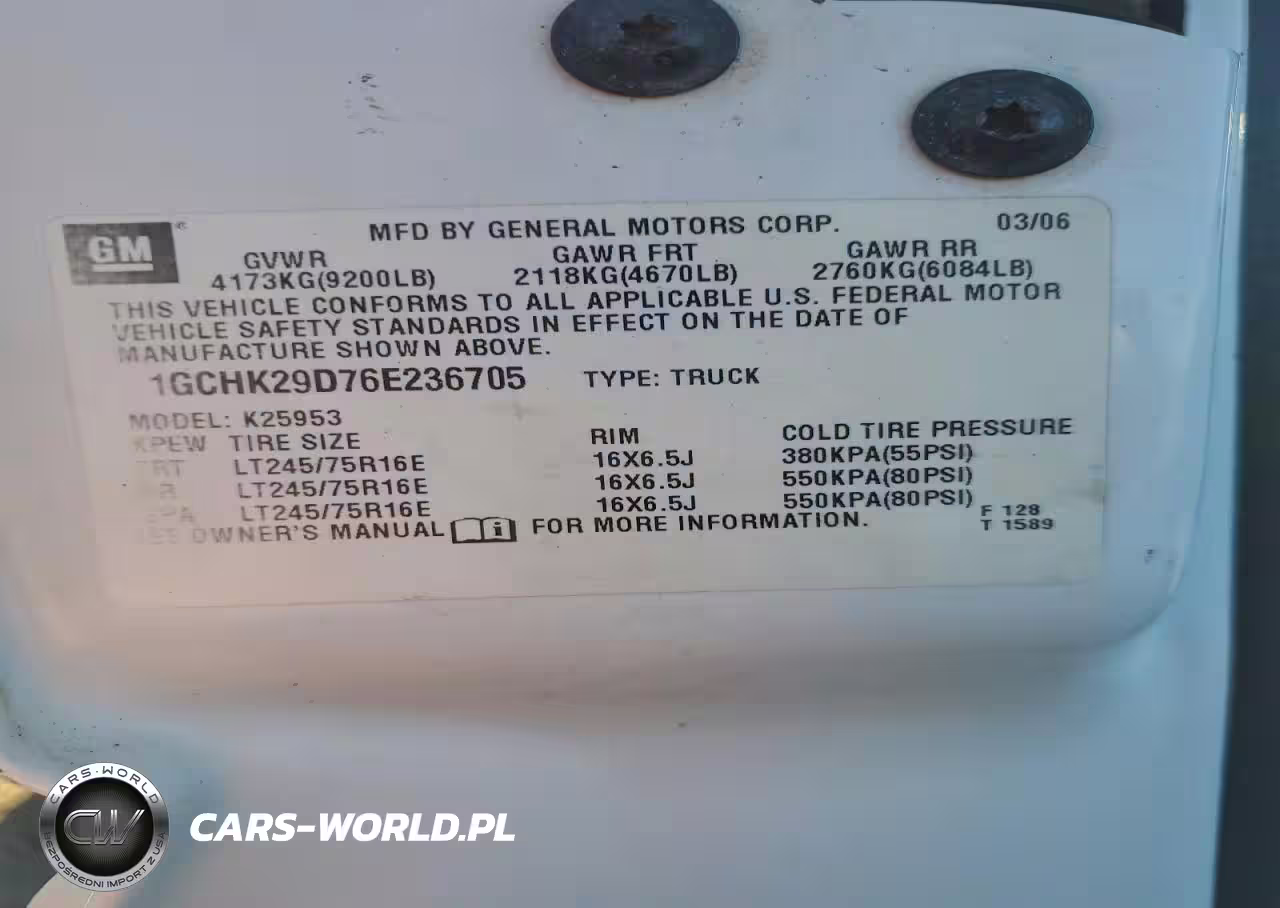 GM®
MFD BY GENERAL MOTORS CORP. 03/06
GVWR GAWR FRT GAWR RR
4173KG(9200LB) 2118KG(4670LB) 2760KG(6084LB)
THIS VEHICLE CONFORMS TO ALL APPLICABLE U.S. FEDERAL MOTOR
VEHICLE SAFETY STANDARDS IN EFFECT ON THE DATE OF
MANUFACTURE SHOWN ABOVE.
1GCHK29D76E236705 TYPE: TRUCK
MODEL: K25953
TIRE SIZE RIM COLD TIRE PRESSURE
LT245/75R16E 16X6.5J 380KPA(55PSI)
LT245/75R16E 16X6.5J 550KPA(80PSI)
LT245/75R16E 16X6.5J 550KPA(80PSI)
OWNER'S MANUAL FOR MORE INFORMATION.
F 128
T 1589
CARS-WORLD
CW
BEZPOŚREDNI IMPORT Z USA
CARS-WORLD.PL